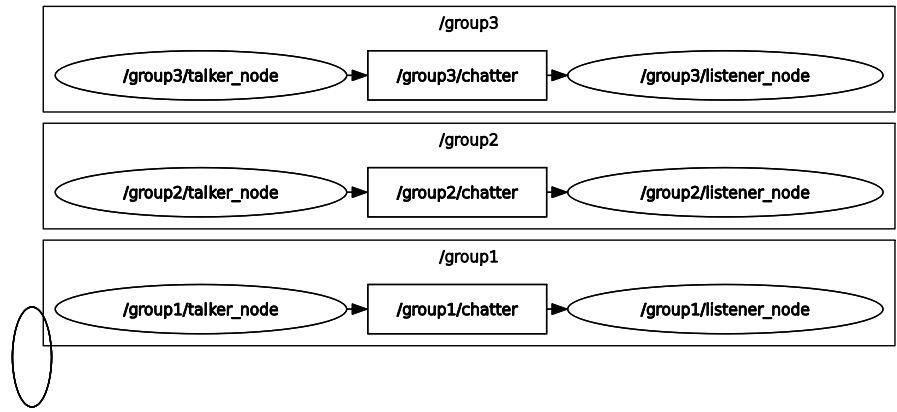 /group3
/group3/talker_node /group3/chatter /group3/listener_node
/group2
/group2/talker_node /group2/chatter /group2/listener_node
/group1
/group1/talker_node /group1/chatter /group1/listener_node